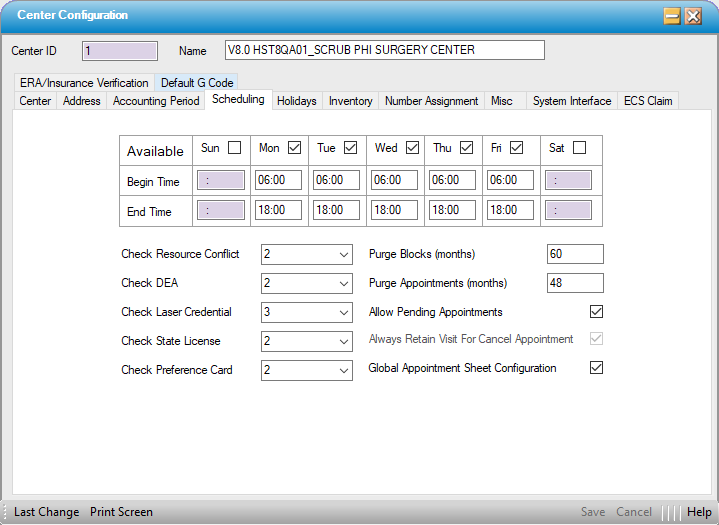 Center Configuration
Center ID 1 Name V8.0 HST8QA01_SCRUB PHI SURGERY CENTER
ERA/Insurance Verification Default G Code
Center Address Accounting Period Scheduling Holidays Inventory Number Assignment Misc System Interface ECS Claim
Available Sun Mon Tue Wed Thu Fri Sat
Begin Time : 06:00 06:00 06:00 06:00 06:00 :
End Time : 18:00 18:00 18:00 18:00 18:00 :
Check Resource Conflict 2 Purge Blocks (months) 60
Check DEA 2 Purge Appointments (months) 48
Check Laser Credential 3 Allow Pending Appointments
Check State License 2 Always Retain Visit For Cancel Appointment
Check Preference Card 2 Global Appointment Sheet Configuration
Last Change Print Screen Save Cancel Help